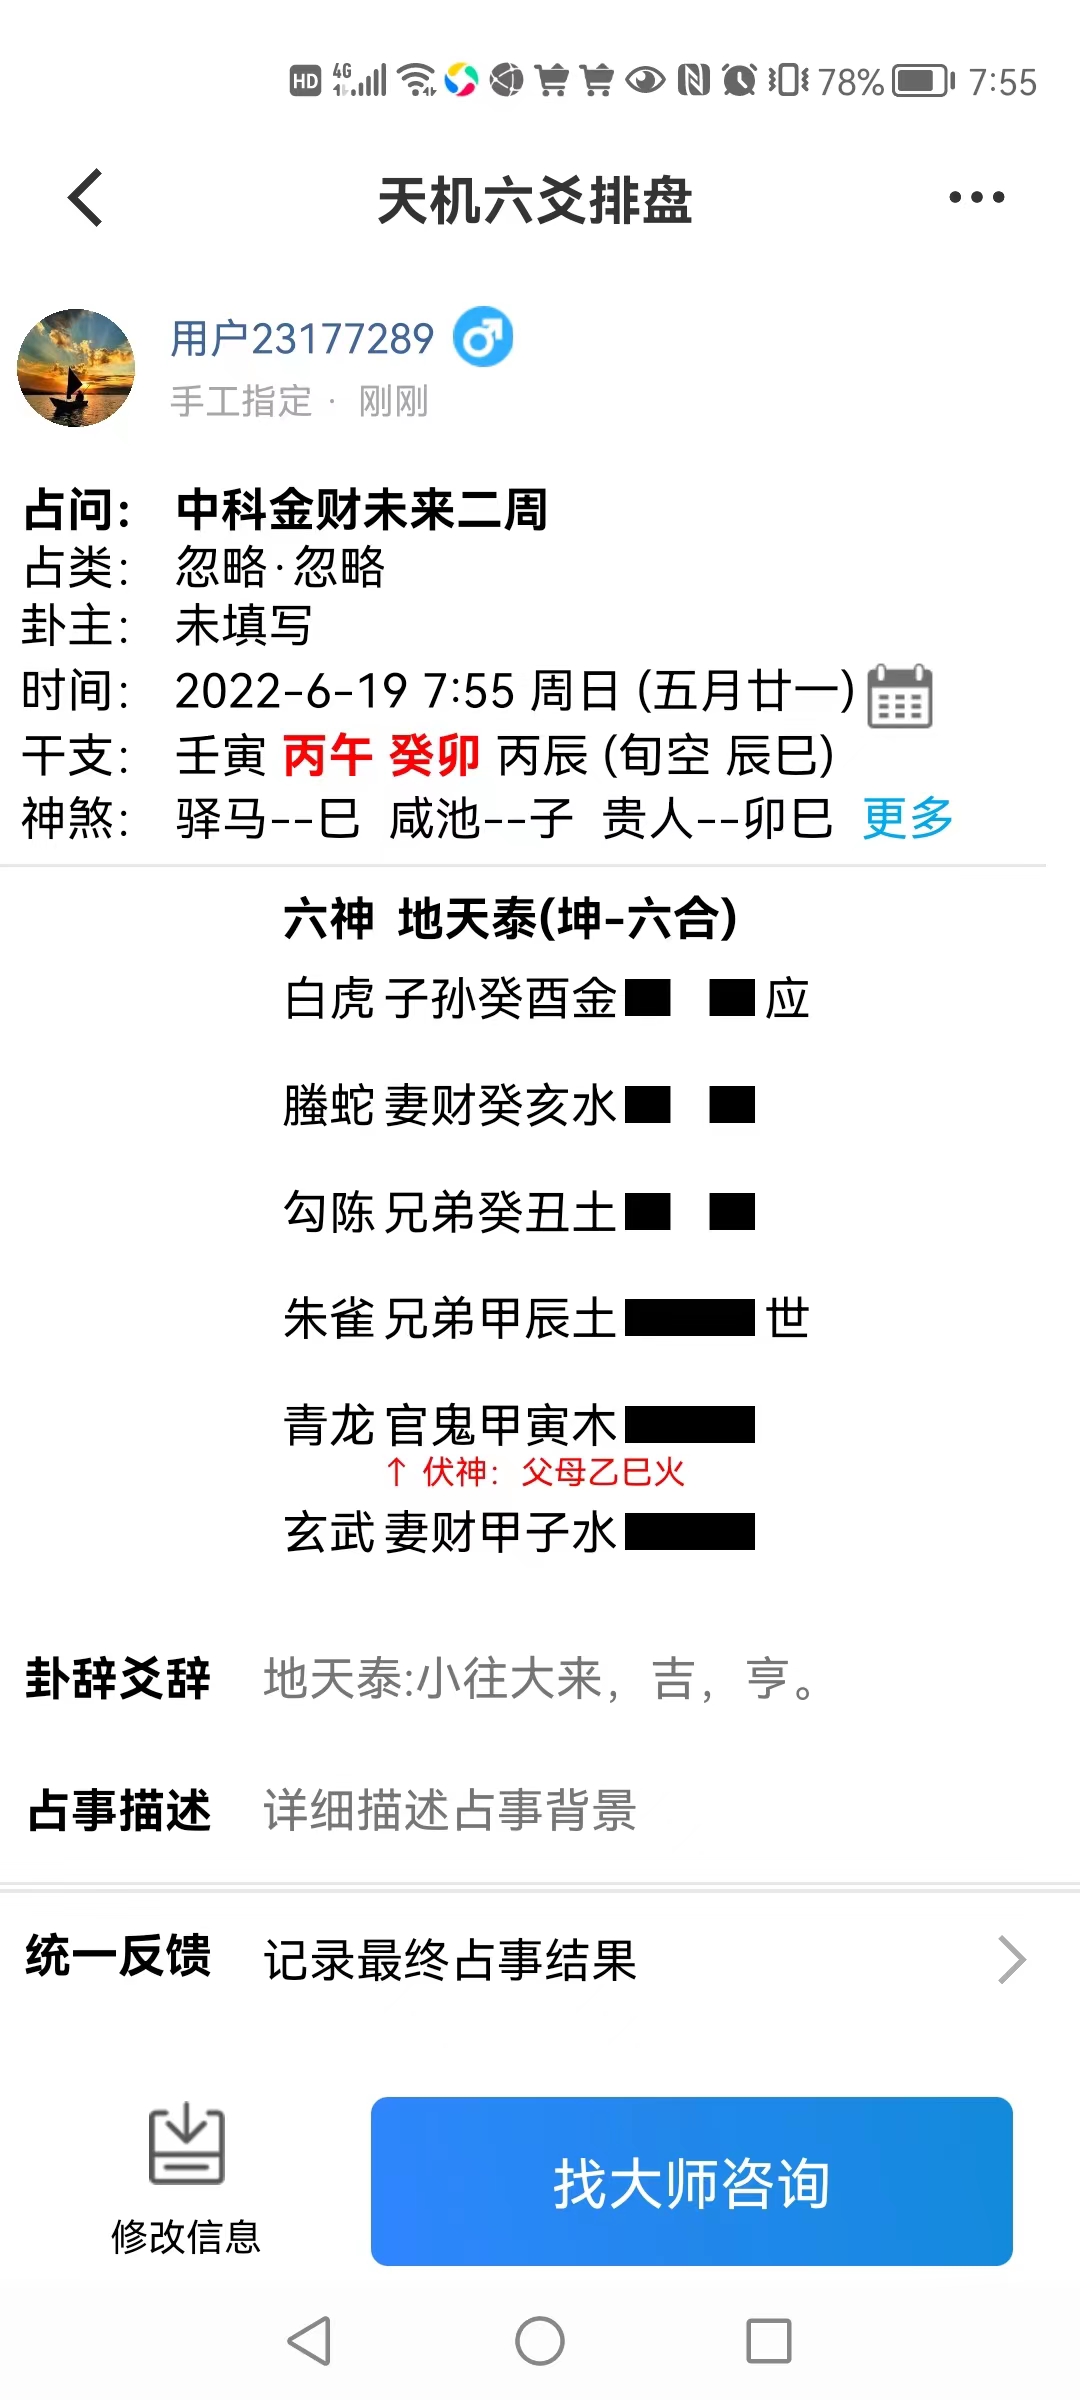 HD 4G 78% 7:55
天机六爻排盘
用户23177289
手工指定 · 刚刚
占问： 中科金财未来二周
占类： 忽略·忽略
卦主： 未填写
时间： 2022-6-19 7:55 周日 (五月廿一)
干支： 壬寅 丙午 癸卯 丙辰 (旬空 辰巳)
神煞： 驿马--巳 咸池--子 贵人--卯巳 更多
六神 地天泰(坤-六合)
白虎 子孙癸酉金 应
螣蛇 妻财癸亥水
勾陈 兄弟癸丑土
朱雀 兄弟甲辰土 世
青龙 官鬼甲寅木
↑ 伏神：父母乙巳火
玄武 妻财甲子水
卦辞爻辞 地天泰:小往大来，吉，亨。
占事描述 详细描述占事背景
统一反馈 记录最终占事结果
修改信息
找大师咨询